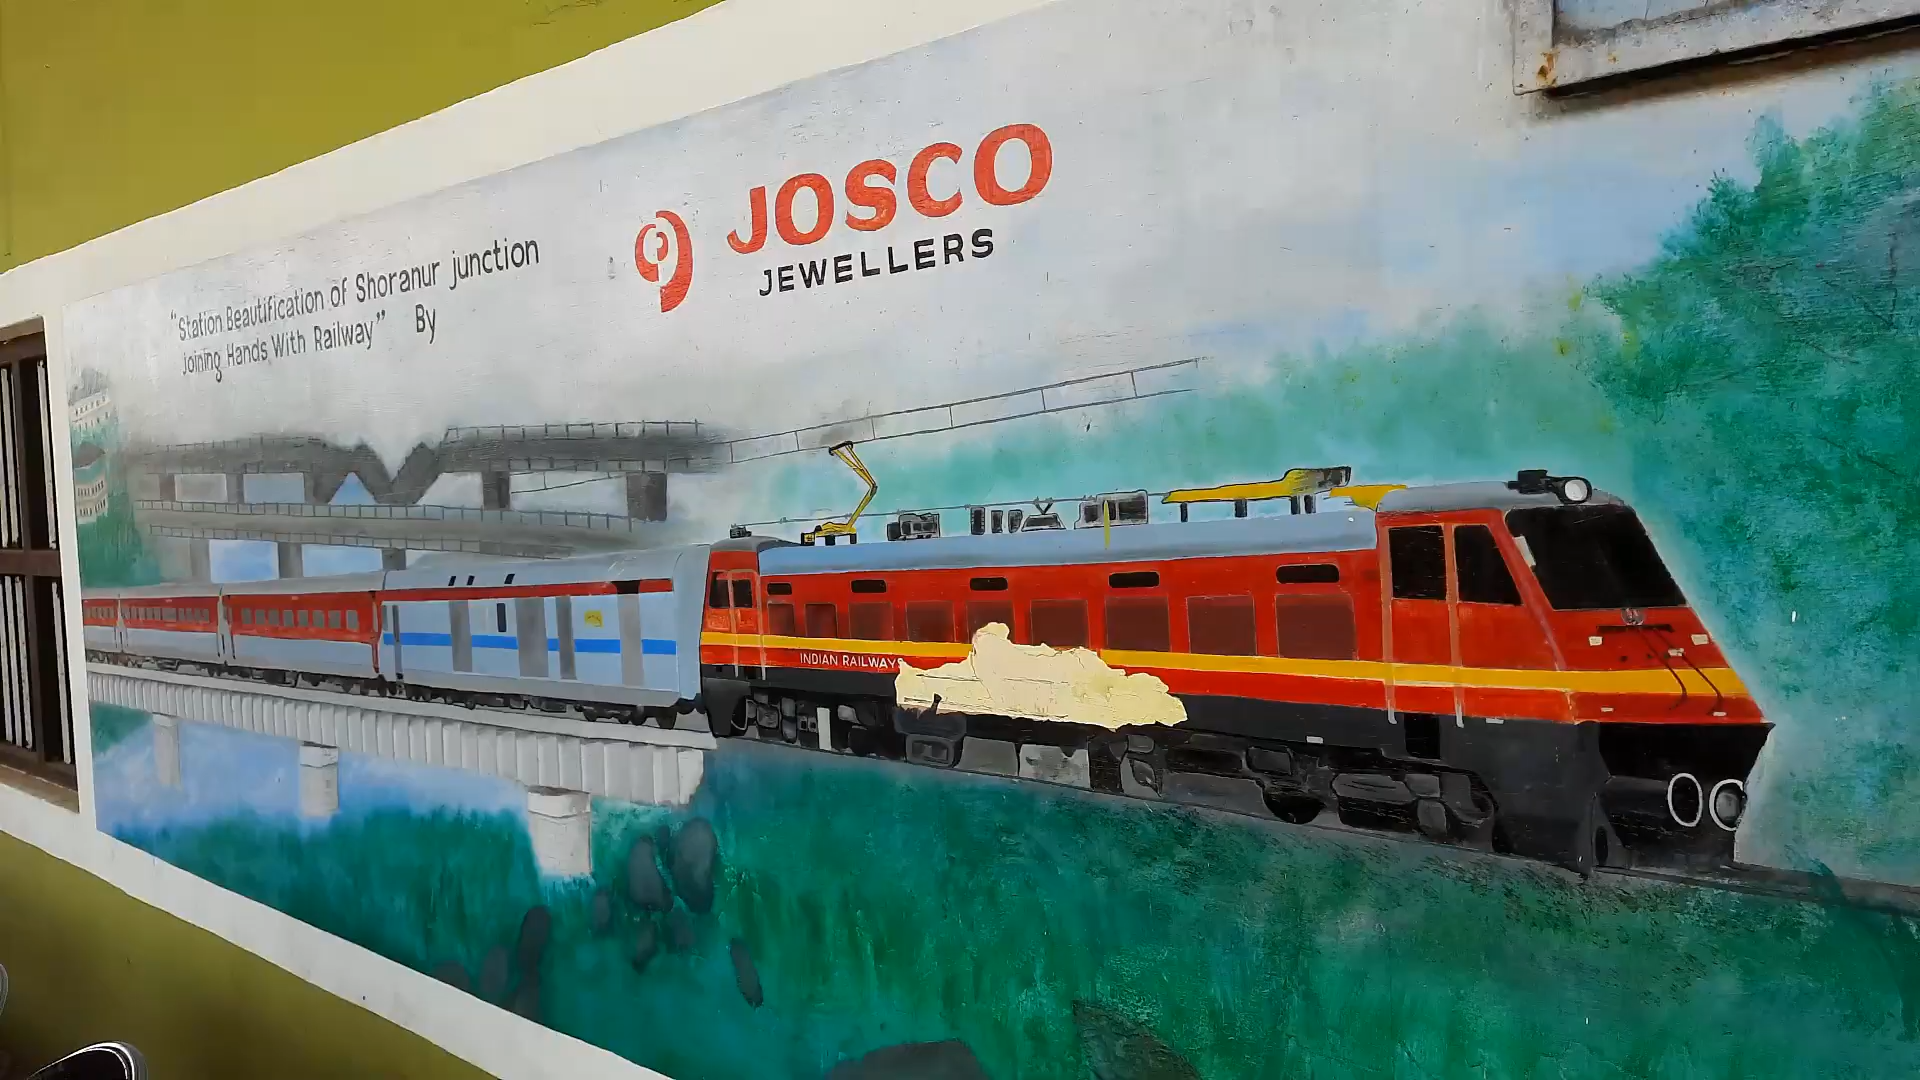 "Station Beautification of Shoranur junction
joining Hands With Railway" By
JOSCO
JEWELLERS
INDIAN RAILWAYS